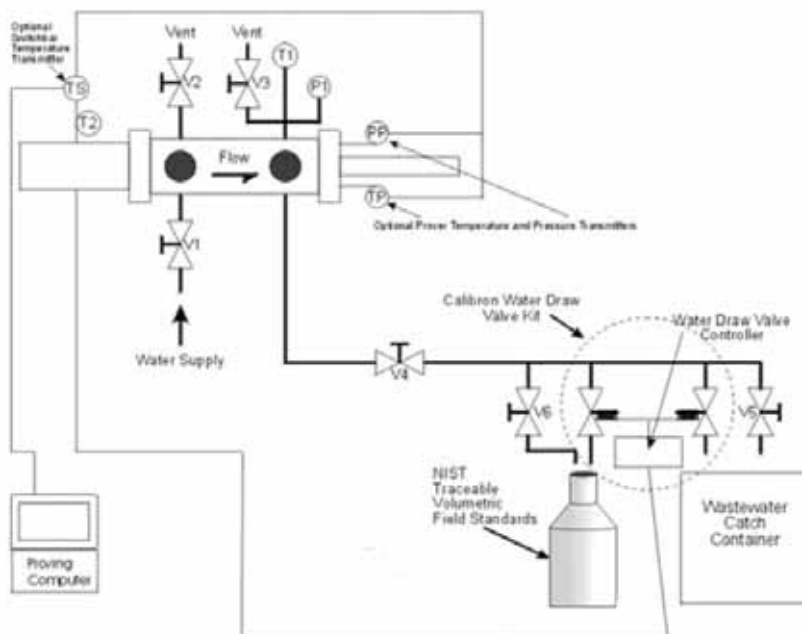 Optional
Switchbar
Temperature
Transmitter
TS
T2
Vent
V2
Vent
V3
T1
P1
PP
TP
Flow
Optional Prover Temperature and Pressure Transmitters
V1
Water Supply
Calibron Water Draw
Valve Kit
Water Draw Valve
Controller
V4
V6
V5
NIST
Traceable
Volumetric
Field Standards
Wastewater
Catch
Container
Proving
Computer